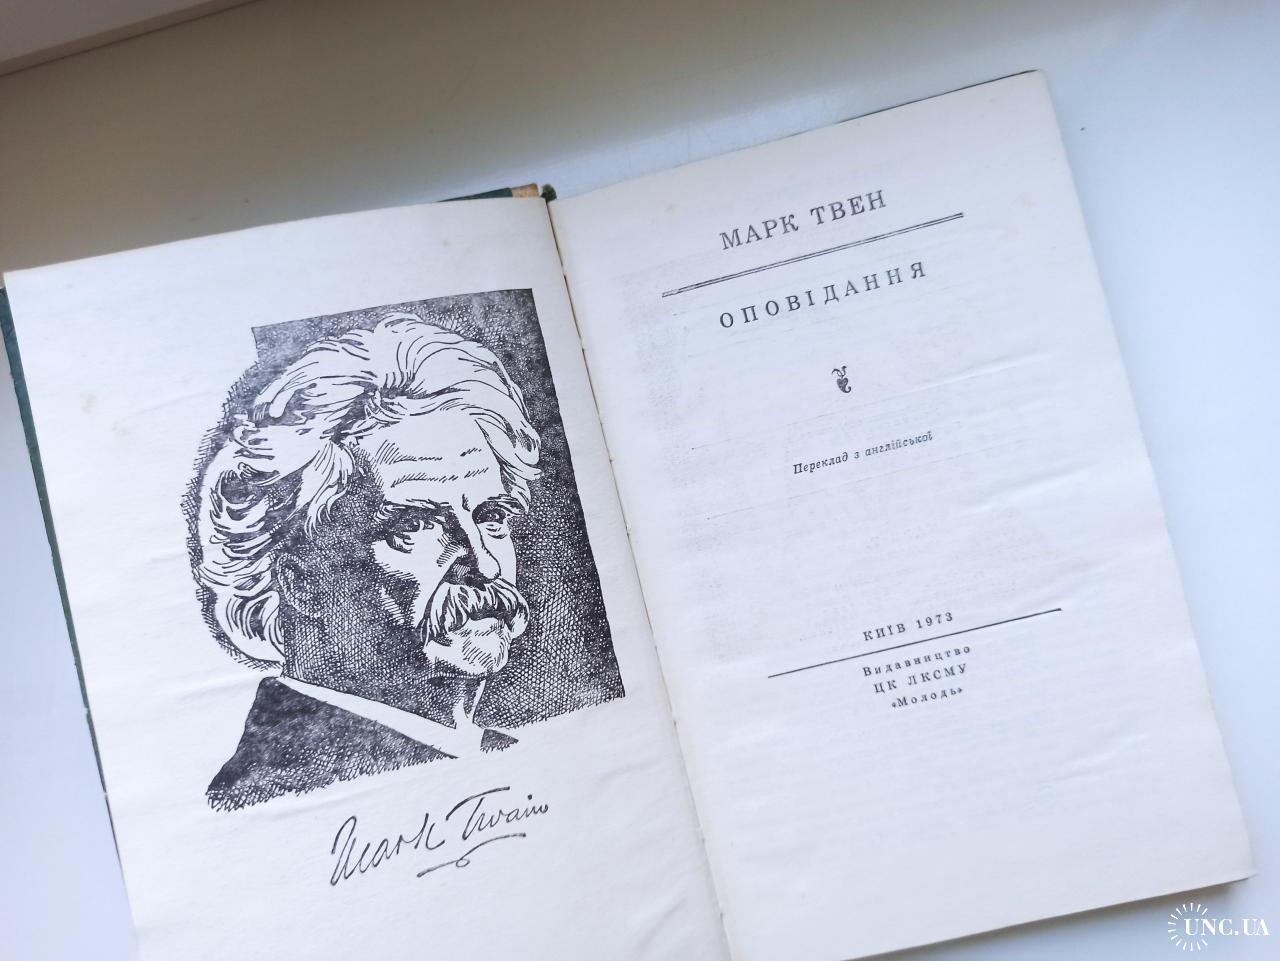 Mark Twain
МАРК ТВЕН
ОПОВІДАННЯ
Переклад з англійської
КИЇВ 1973
Видавництво
ЦК ЛКСМУ
«Молодь»
UNC.UA